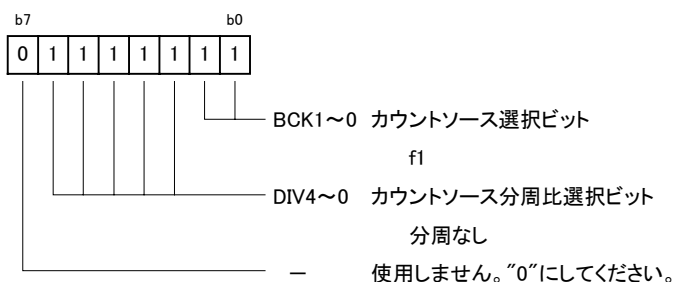 b7 b0
0 1 1 1 1 1 1 1
BCK1～0 カウントソース選択ビット
f1
DIV4～0 カウントソース分周比選択ビット
分周なし
― 使用しません。"0"にしてください。